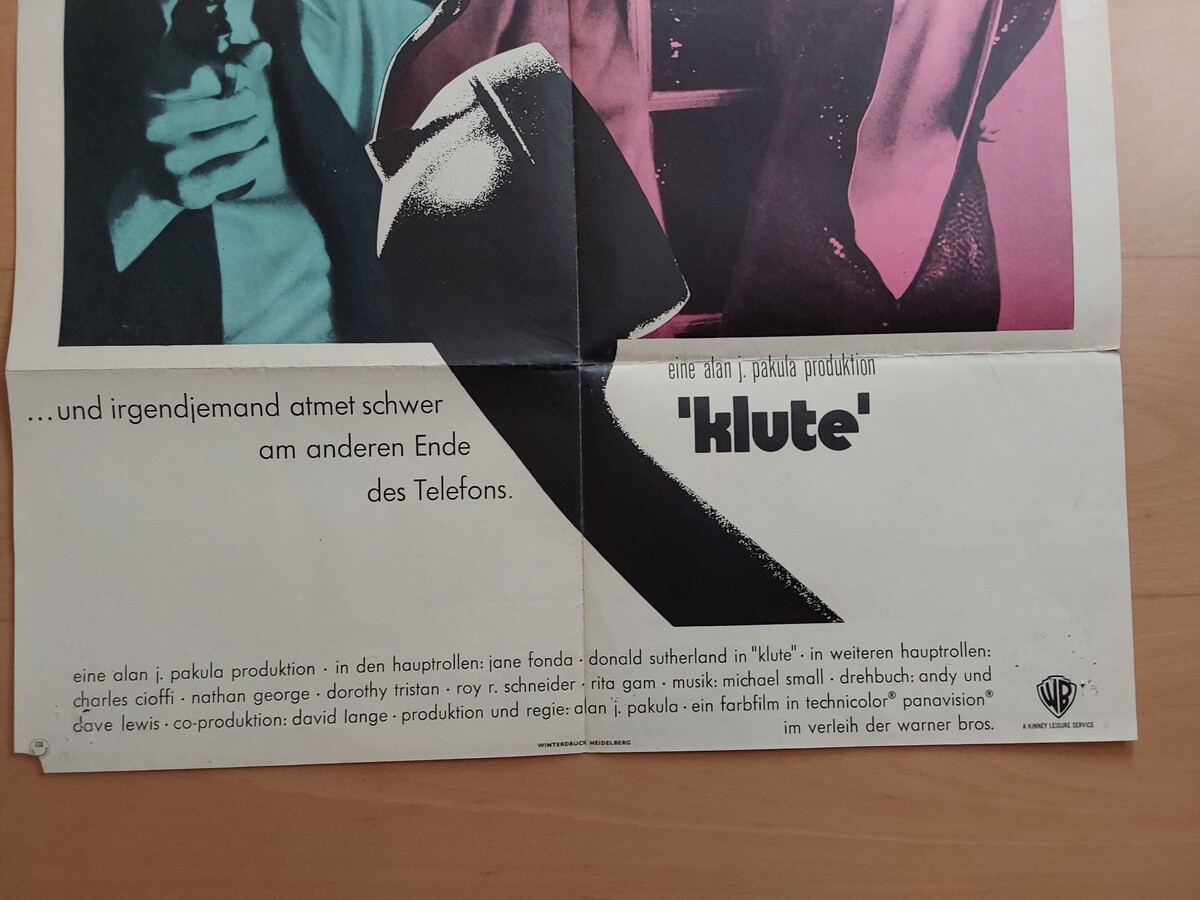 ...und irgendjemand atmet schwer
am anderen Ende
des Telefons.
eine alan j. pakula produktion
'klute'
eine alan j. pakula produktion · in den hauptrollen: jane fonda · donald sutherland in "klute" · in weiteren hauptrollen:
charles cioffi · nathan george · dorothy tristan · roy r. schneider · rita gam · musik: michael small · drehbuch: andy und
dave lewis · co-produktion: david lange · produktion und regie: alan j. pakula · ein farbfilm in technicolor® panavision®
im verleih der warner bros.
WB
A KINNEY LEISURE SERVICE
WINTERDRUCK HEIDELBERG